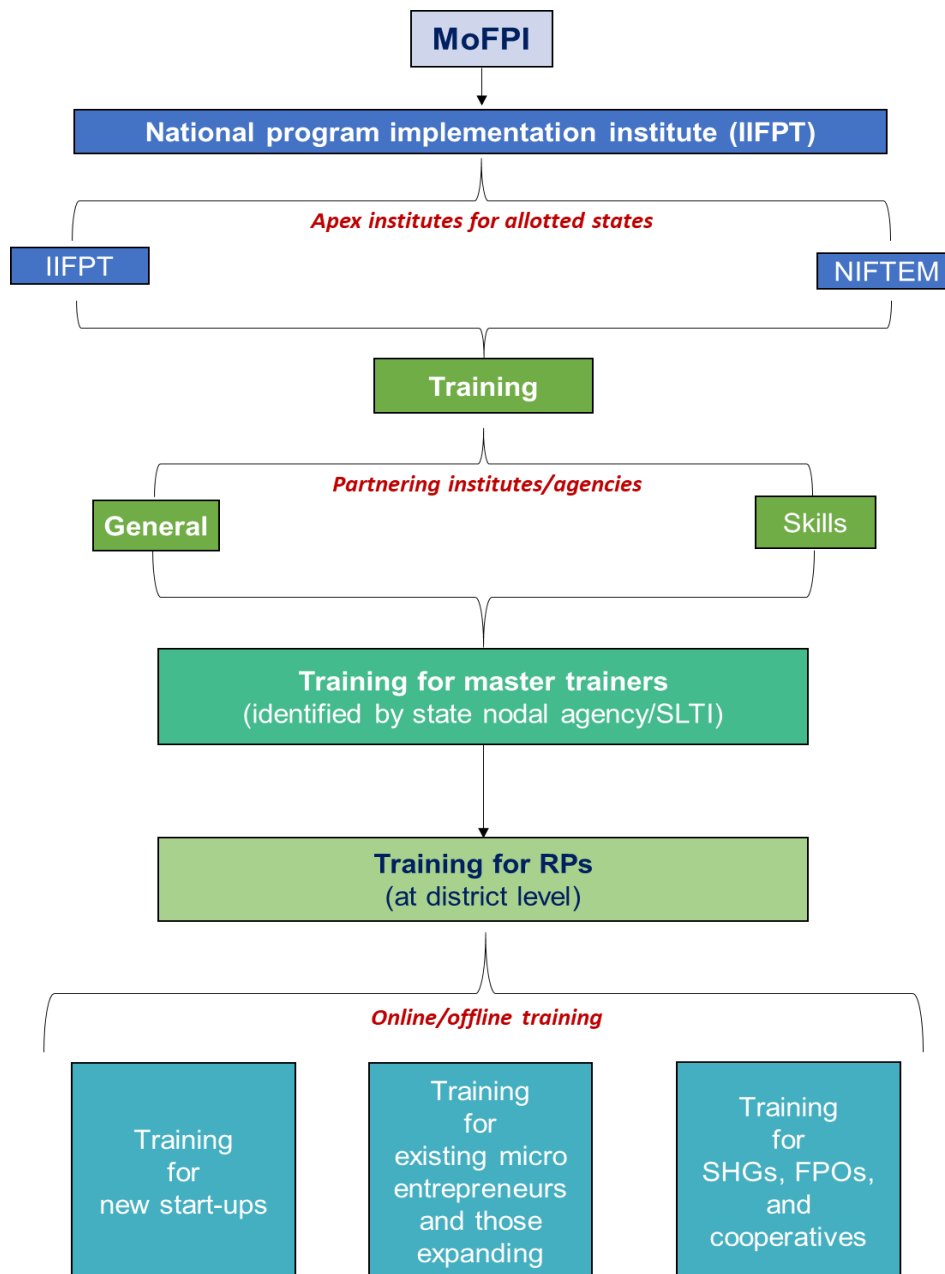 MoFPI
National program implementation institute (IIFPT)
Apex institutes for allotted states
IIFPT
NIFTEM
Training
Partnering institutes/agencies
General
Skills
Training for master trainers
(identified by state nodal agency/SLTI)
Training for RPs
(at district level)
Online/offline training
Training
for
new start-ups
Training
for
existing micro
entrepreneurs
and those
expanding
Training
for
SHGs, FPOs,
and
cooperatives